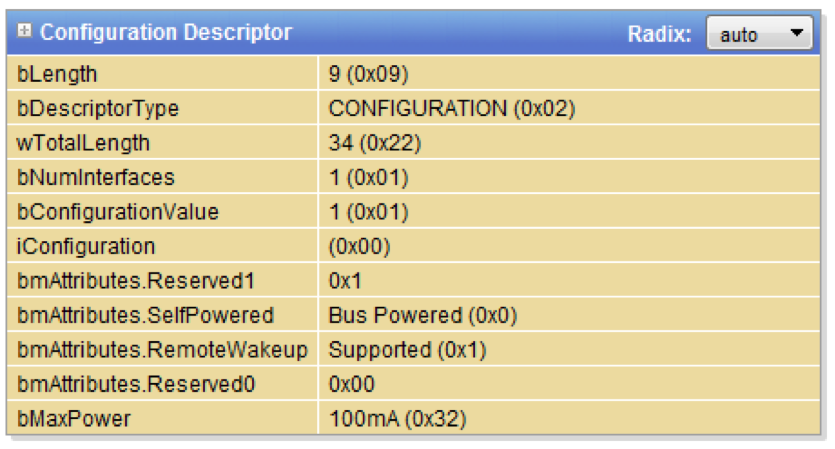 Configuration Descriptor Radix: auto
bLength 9 (0x09)
bDescriptorType CONFIGURATION (0x02)
wTotalLength 34 (0x22)
bNumInterfaces 1 (0x01)
bConfigurationValue 1 (0x01)
iConfiguration (0x00)
bmAttributes.Reserved1 0x1
bmAttributes.SelfPowered Bus Powered (0x0)
bmAttributes.RemoteWakeup Supported (0x1)
bmAttributes.Reserved0 0x00
bMaxPower 100mA (0x32)